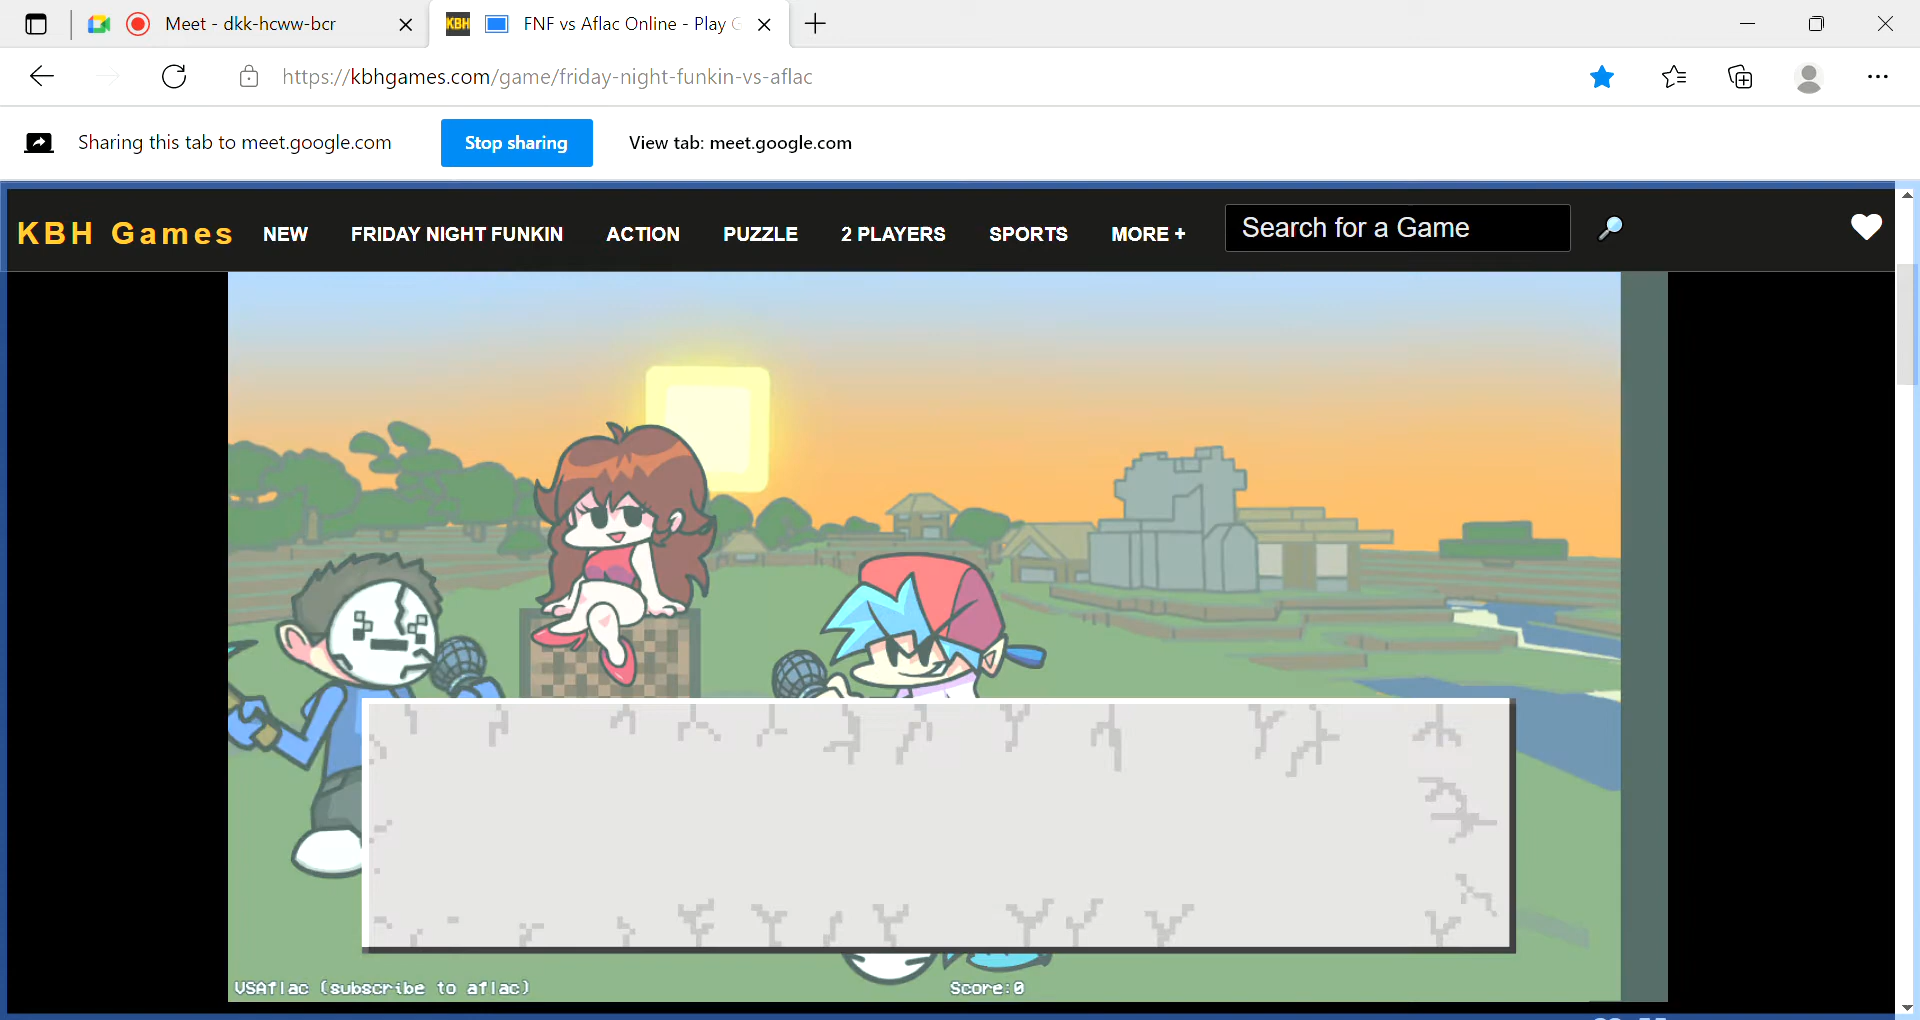 Meet - dkk-hcww-bcr
KBH
FNF vs Aflac Online - Play G
https://kbhgames.com/game/friday-night-funkin-vs-aflac
Sharing this tab to meet.google.com
Stop sharing
View tab: meet.google.com
KBH Games
NEW
FRIDAY NIGHT FUNKIN
ACTION
PUZZLE
2 PLAYERS
SPORTS
MORE +
Search for a Game
VSAflac (subscribe to aflac)
Score:0